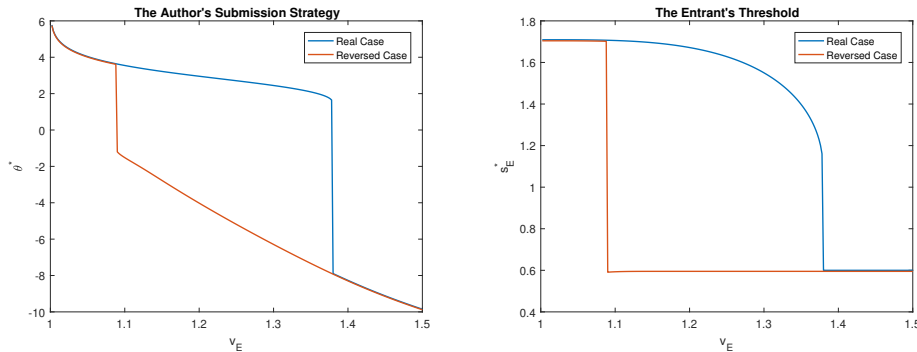 The Author's Submission Strategy
6
4
2
0
-2
-4
-6
-8
-10
θ*
1
1.1
1.2
1.3
1.4
1.5
v_E
Real Case
Reversed Case
The Entrant's Threshold
1.8
1.6
1.4
1.2
1
0.8
0.6
0.4
s_E*
1
1.1
1.2
1.3
1.4
1.5
v_E
Real Case
Reversed Case